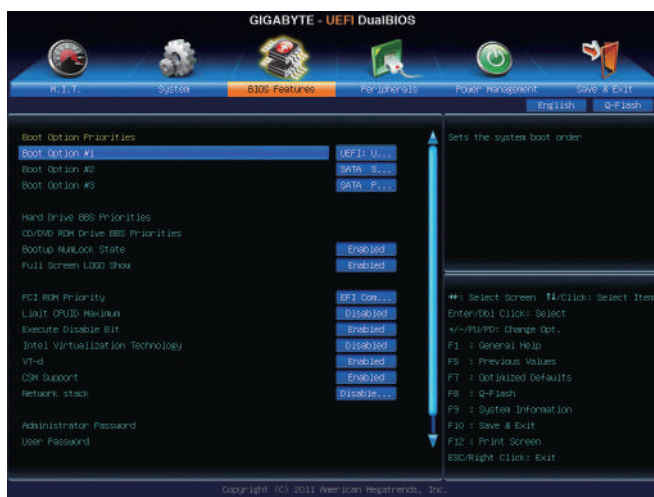 GIGABYTE - UEFI DualBIOS
M.I.T. System BIOS Features Peripherals Power Management Save & Exit
English Q-Flash
Boot Option Priorities
Boot Option #1 UEFI: U...
Boot Option #2 SATA S...
Boot Option #3 SATA P...
Hard Drive BBS Priorities
CD/DVD ROM Drive BBS Priorities
Bootup NumLock State Enabled
Full Screen LOGO Show Enabled
PCI ROM Priority EFI Com...
Limit CPUID Maximum Disabled
Execute Disable Bit Enabled
Intel Virtualization Technology Disabled
VT-d Enabled
CSM Support Enabled
Network stack Disable...
Administrator Password
User Password
Sets the system boot order
↔: Select Screen ↑↓/Click: Select Item
Enter/Dbl Click: Select
+/-/PU/PD: Change Opt.
F1 : General Help
F5 : Previous Values
F7 : Optimized Defaults
F8 : Q-Flash
F9 : System Information
F10 : Save & Exit
F12 : Print Screen
ESC/Right Click: Exit
Copyright (C) 2011 American Megatrends, Inc.